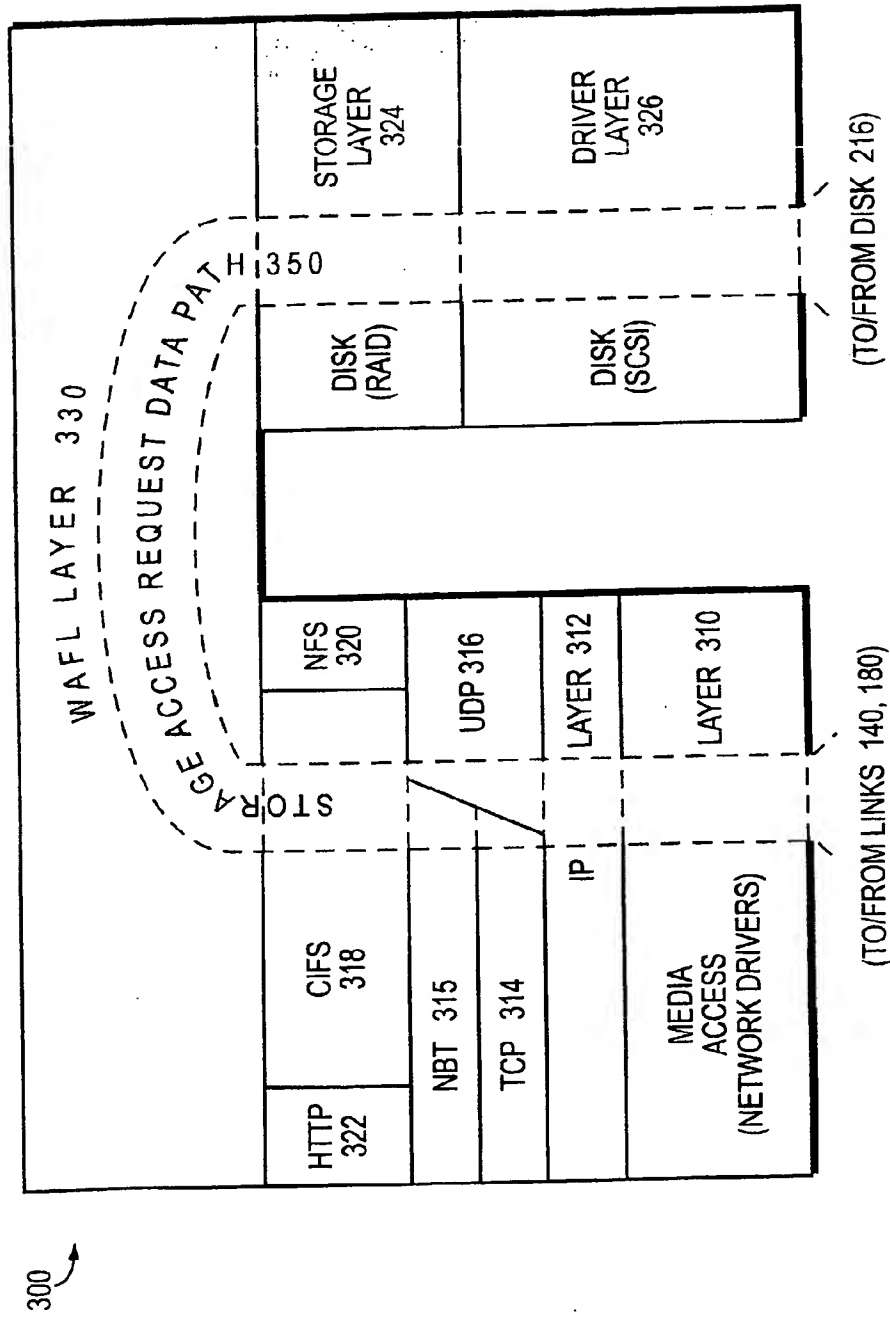 300
WAFL LAYER 330
STORAGE ACCESS REQUEST DATA PATH 350
HTTP
322
CIFS
318
NFS
320
NBT 315
TCP 314
UDP 316
IP
LAYER 312
MEDIA
ACCESS
(NETWORK DRIVERS)
LAYER 310
(TO/FROM LINKS 140, 180)
DISK
(RAID)
STORAGE
LAYER
324
DISK
(SCSI)
DRIVER
LAYER
326
(TO/FROM DISK 216)